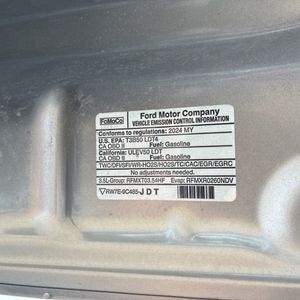 FoMoCo
Ford Motor Company
VEHICLE EMISSION CONTROL INFORMATION
Conforms to regulations: 2024 MY
U.S. EPA: T3B50 LDT4
CA OBD II Fuel: Gasoline
California: ULEV50 LDT
CA OBD II Fuel: Gasoline
TWC/DFI/SFI/WR-HO2S/HO2S/TC/CAC/EGR/EGRC
No adjustments needed.
3.5L-Group: RFMXT03.54HF Evap: RFMXR0260NDV
RW7E-9C485-JDT